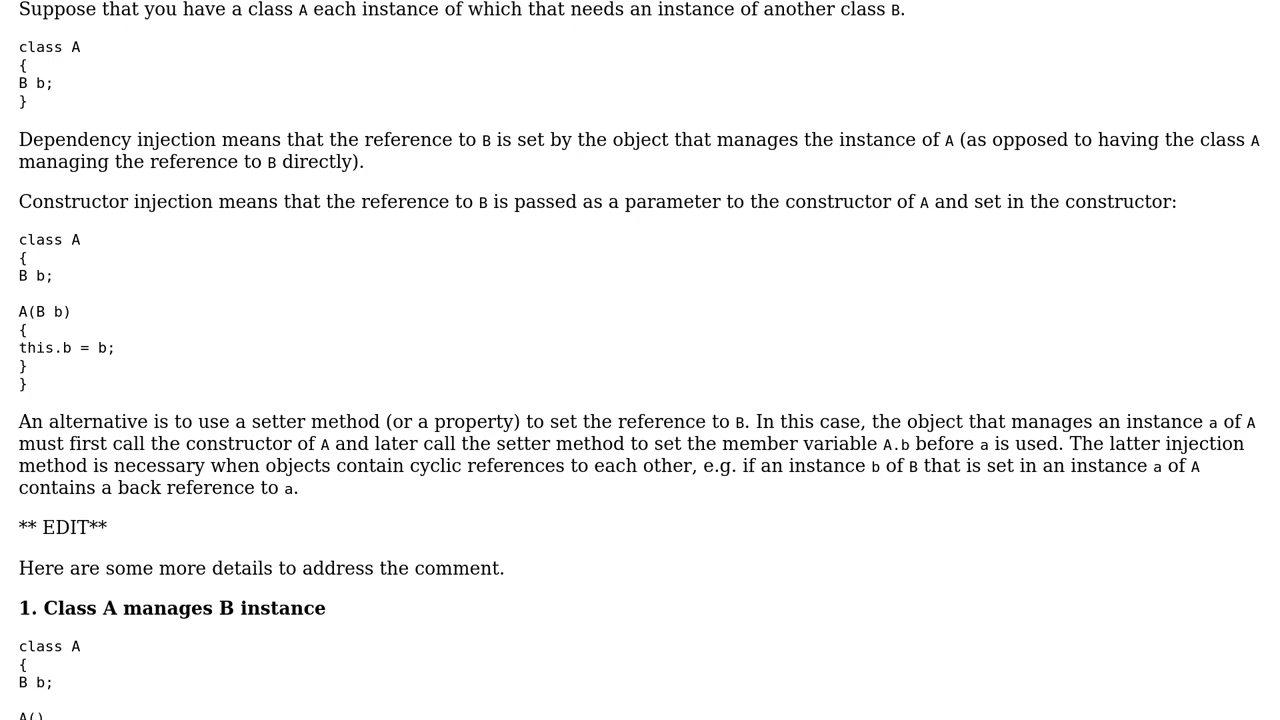 Suppose that you have a class A each instance of which that needs an instance of another class B.
class A
{
B b;
}
Dependency injection means that the reference to B is set by the object that manages the instance of A (as opposed to having the class A
managing the reference to B directly).
Constructor injection means that the reference to B is passed as a parameter to the constructor of A and set in the constructor:
class A
{
B b;
A(B b)
{
this.b = b;
}
}
An alternative is to use a setter method (or a property) to set the reference to B. In this case, the object that manages an instance a of A
must first call the constructor of A and later call the setter method to set the member variable A.b before a is used. The latter injection
method is necessary when objects contain cyclic references to each other, e.g. if an instance b of B that is set in an instance a of A
contains a back reference to a.
** EDIT**
Here are some more details to address the comment.
1. Class A manages B instance
class A
{
B b;
A()